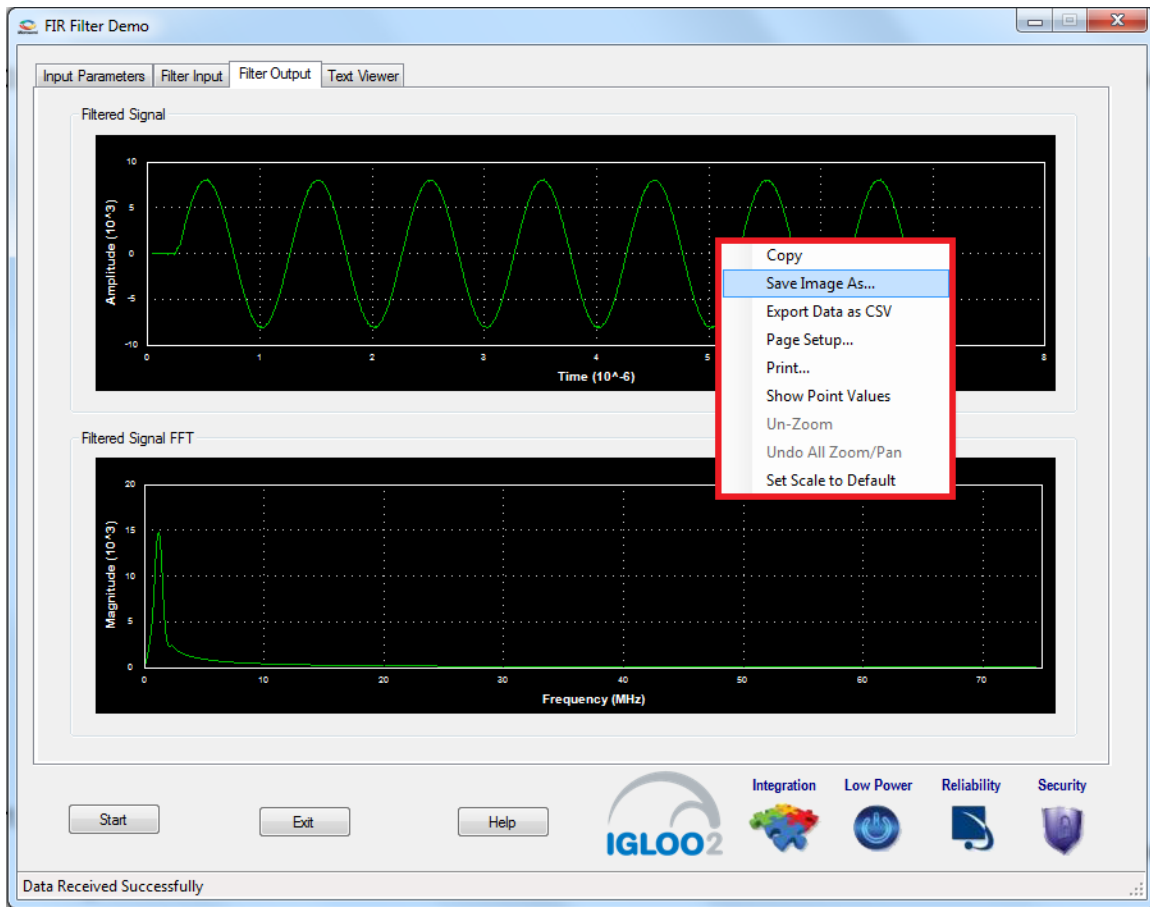 FIR Filter Demo
Input Parameters Filter Input Filter Output Text Viewer
Filtered Signal
10
5
0
-5
-10
Amplitude (10^3)
0 1 2 3 4 5 8
Time (10^-6)
Copy
Save Image As...
Export Data as CSV
Page Setup...
Print...
Show Point Values
Un-Zoom
Undo All Zoom/Pan
Set Scale to Default
Filtered Signal FFT
20
15
10
5
0
Magnitude (10^3)
0 10 20 30 40 50 60 70
Frequency (MHz)
Start Exit Help
IGLOO2
Integration Low Power Reliability Security
Data Received Successfully